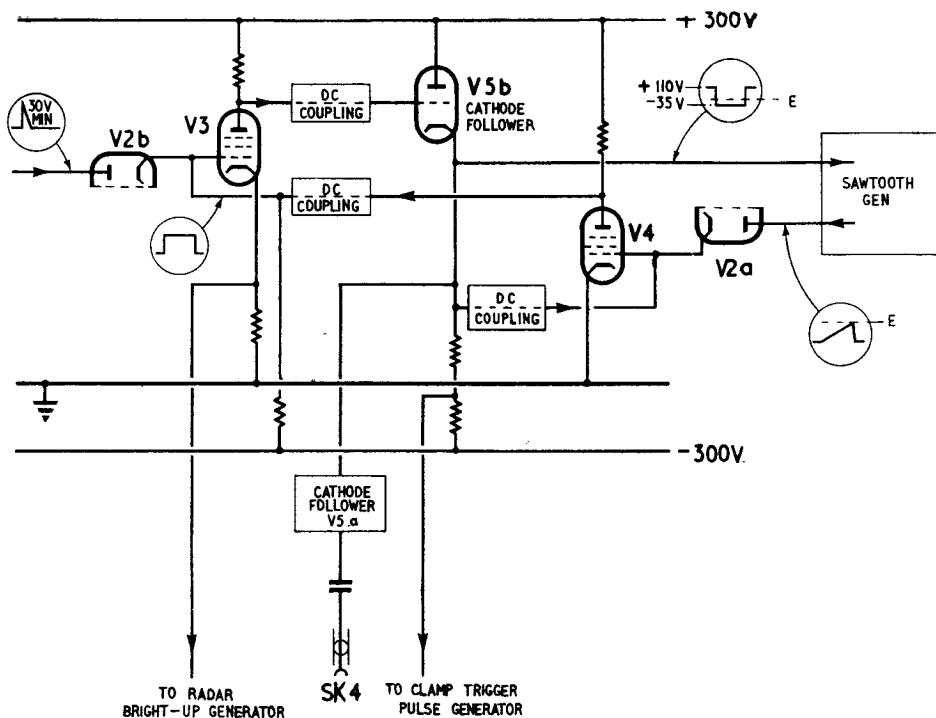 + 300V
+110V
-35V
E
30V
MIN
V2b
V3
DC
COUPLING
V5b
CATHODE
FOLLOWER
DC
COUPLING
SAWTOOTH
GEN
V4
V2a
DC
COUPLING
E
-300V.
CATHODE
FOLLOWER
V5.a
SK4
TO RADAR
BRIGHT-UP GENERATOR
TO CLAMP TRIGGER
PULSE GENERATOR